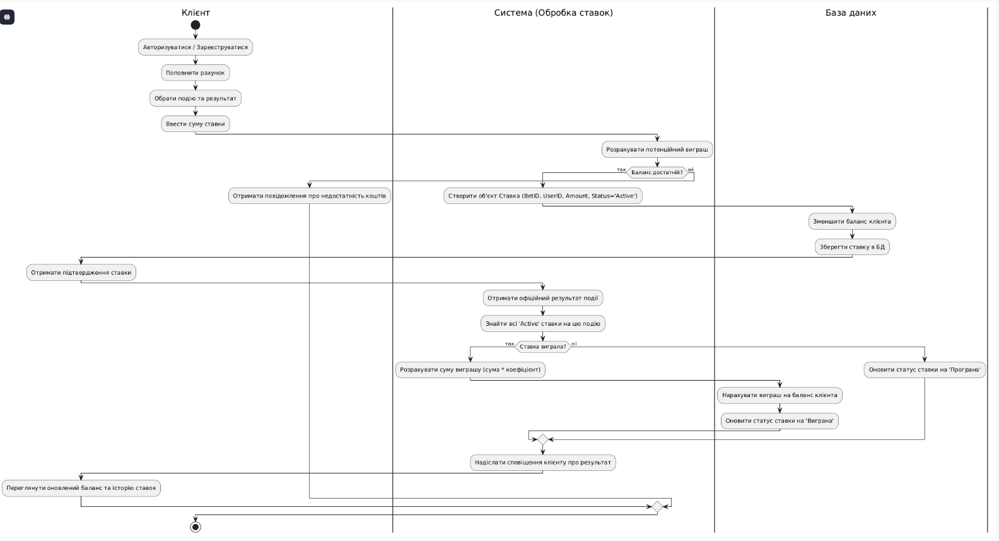 Клієнт
Система (Обробка ставок)
База даних
Авторизуватися / Зареєструватися
Поповнити рахунок
Обрати подію та результат
Ввести суму ставки
Розрахувати потенційний виграш
так
Баланс достатній?
ні
Отримати повідомлення про недостатність коштів
Створити об'єкт Ставка (BetID, UserID, Amount, Status='Active')
Зменшити баланс клієнта
Зберегти ставку в БД
Отримати підтвердження ставки
Отримати офіційний результат події
Знайти всі 'Active' ставки на цю подію
так
Ставка виграла?
ні
Розрахувати суму виграшу (сума * коефіцієнт)
Оновити статус ставки на 'Програна'
Нарахувати виграш на баланс клієнта
Оновити статус ставки на 'Виграна'
Надіслати сповіщення клієнту про результат
Переглянути оновлений баланс та історію ставок